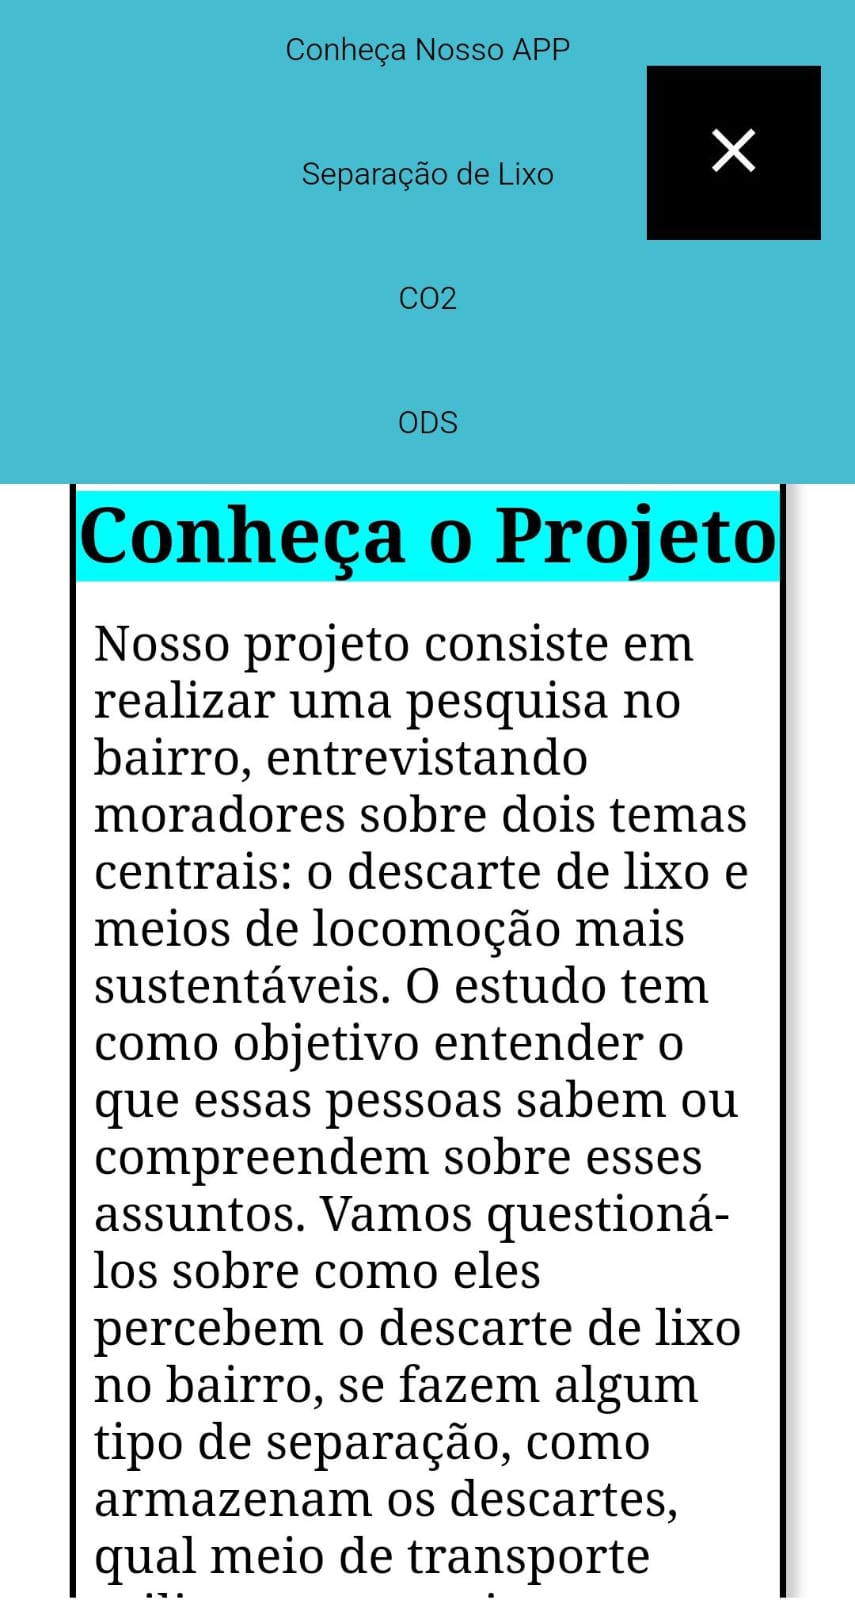 Conheça Nosso APP
Separação de Lixo
CO2
ODS
Conheça o Projeto
Nosso projeto consiste em
realizar uma pesquisa no
bairro, entrevistando
moradores sobre dois temas
centrais: o descarte de lixo e
meios de locomoção mais
sustentáveis. O estudo tem
como objetivo entender o
que essas pessoas sabem ou
compreendem sobre esses
assuntos. Vamos questioná-
los sobre como eles
percebem o descarte de lixo
no bairro, se fazem algum
tipo de separação, como
armazenam os descartes,
qual meio de transporte